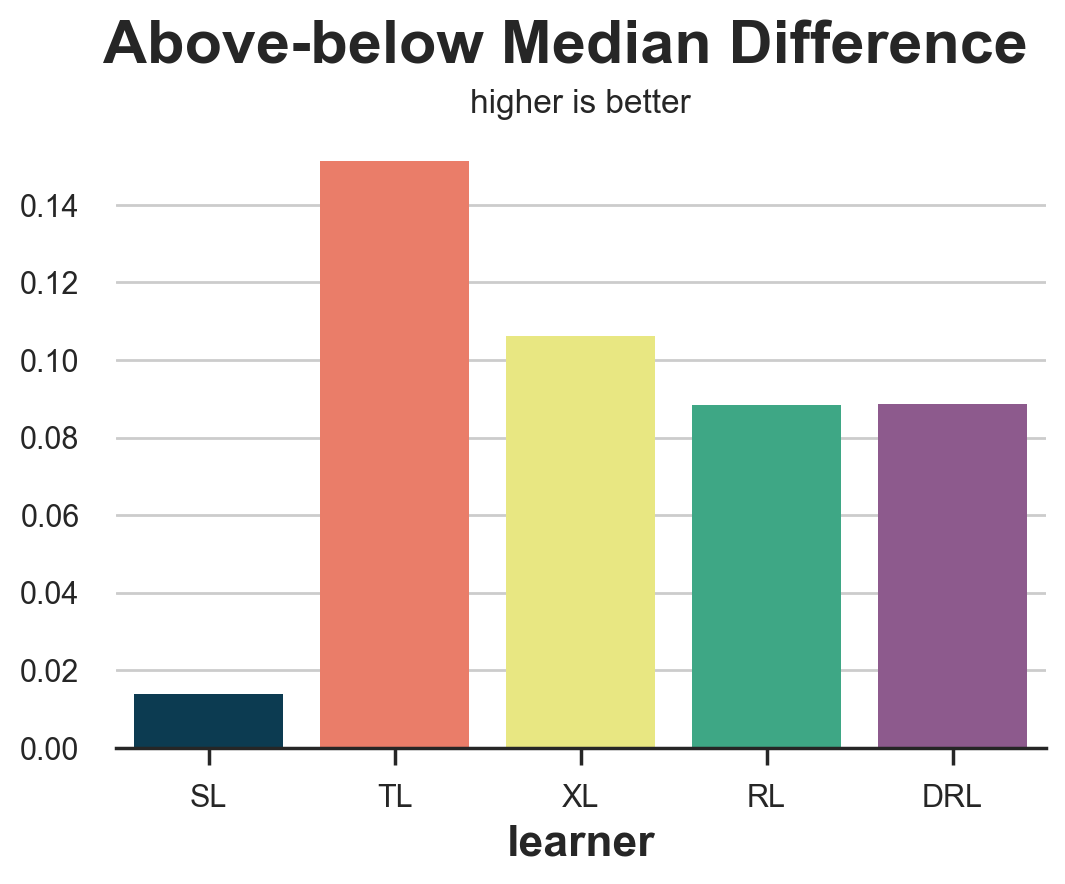 Above-below Median Difference
higher is better
0.14
0.12
0.10
0.08
0.06
0.04
0.02
0.00
SL TL XL RL DRL
learner